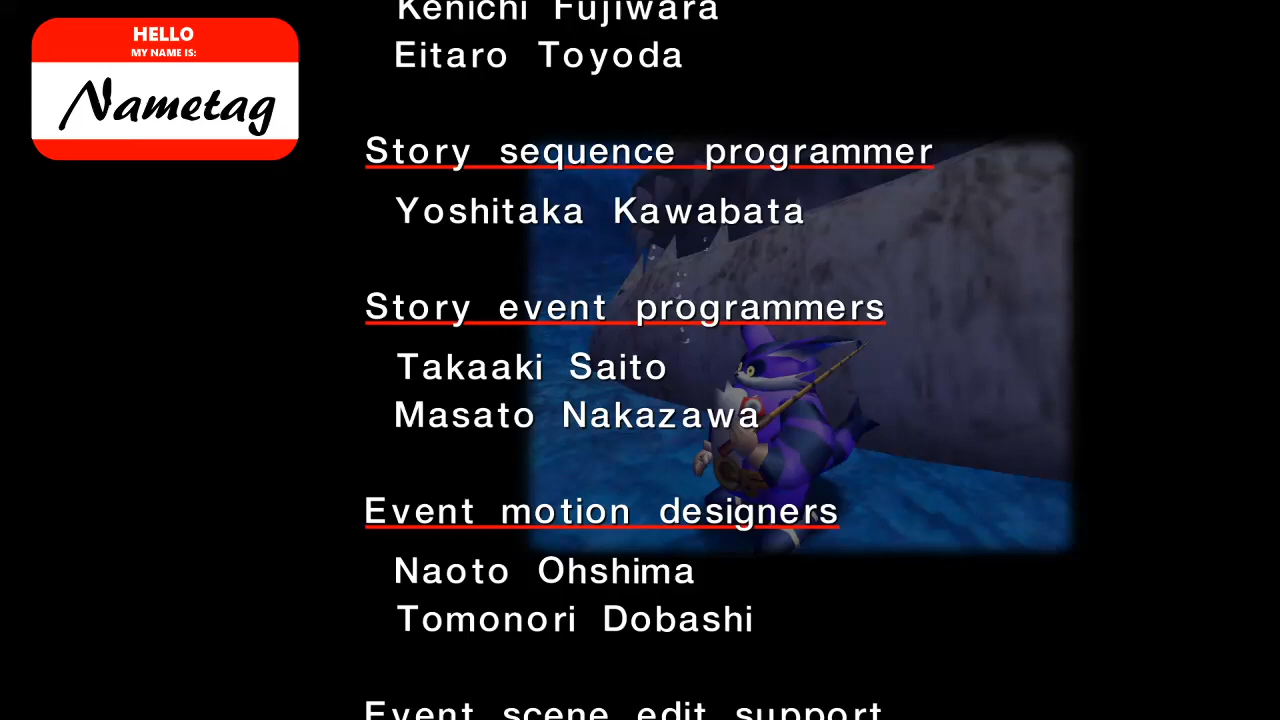 HELLO
MY NAME IS:
Nametag
Kenichi Fujiwara
Eitaro Toyoda
Story sequence programmer
Yoshitaka Kawabata
Story event programmers
Takaaki Saito
Masato Nakazawa
Event motion designers
Naoto Ohshima
Tomonori Dobashi
Event scene edit support